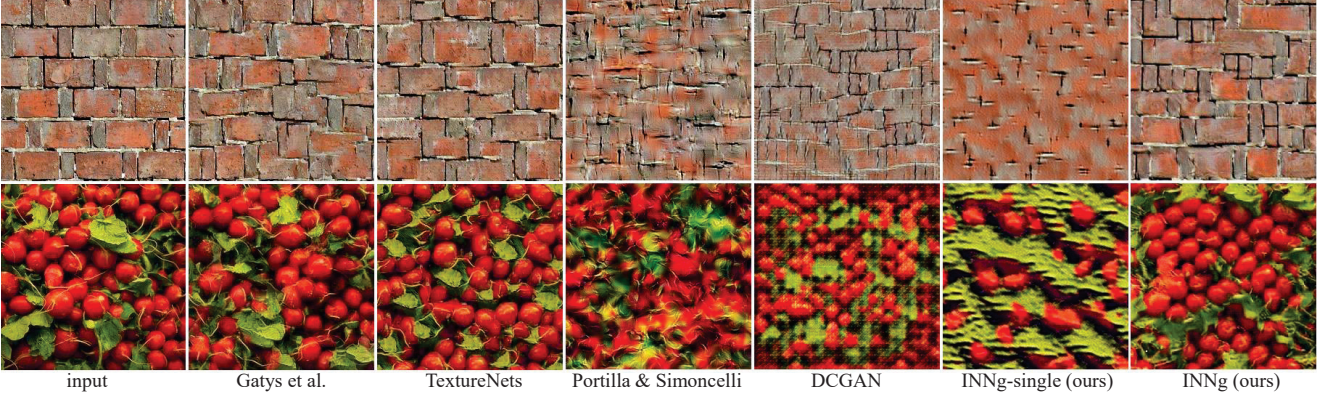 input Gatys et al. TextureNets Portilla & Simoncelli DCGAN INNg-single (ours) INNg (ours)